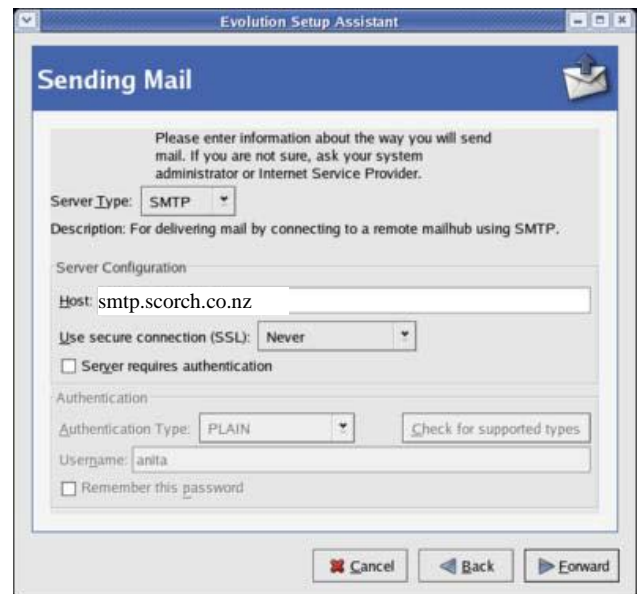 Evolution Setup Assistant
Sending Mail
Please enter information about the way you will send
mail. If you are not sure, ask your system
administrator or Internet Service Provider.
Server Type: SMTP
Description: For delivering mail by connecting to a remote mailhub using SMTP.
Server Configuration
Host: smtp.scorch.co.nz
Use secure connection (SSL): Never
Server requires authentication
Authentication
Authentication Type: PLAIN Check for supported types
Username: anita
Remember this password
Cancel Back Forward